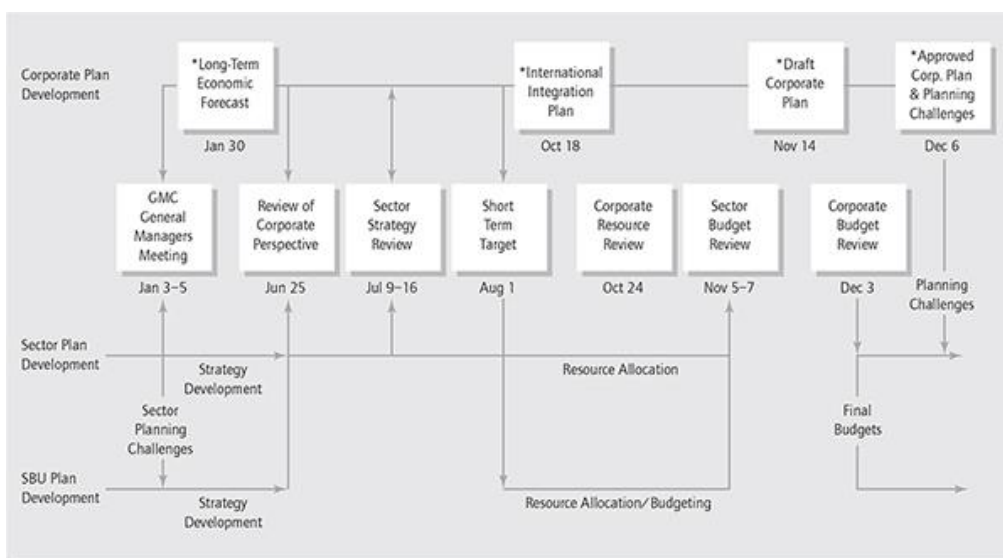 Corporate Plan
Development
*Long-Term
Economic
Forecast
Jan 30
*International
Integration
Plan
Oct 18
*Draft
Corporate
Plan
Nov 14
*Approved
Corp. Plan
& Planning
Challenges
Dec 6
GMC
General
Managers
Meeting
Jan 3–5
Review of
Corporate
Perspective
Jun 25
Sector
Strategy
Review
Jul 9–16
Short
Term
Target
Aug 1
Corporate
Resource
Review
Oct 24
Sector
Budget
Review
Nov 5–7
Corporate
Budget
Review
Dec 3
Planning
Challenges
Sector Plan
Development
Strategy
Development
Resource Allocation
Sector
Planning
Challenges
Final
Budgets
SBU Plan
Development
Strategy
Development
Resource Allocation/Budgeting